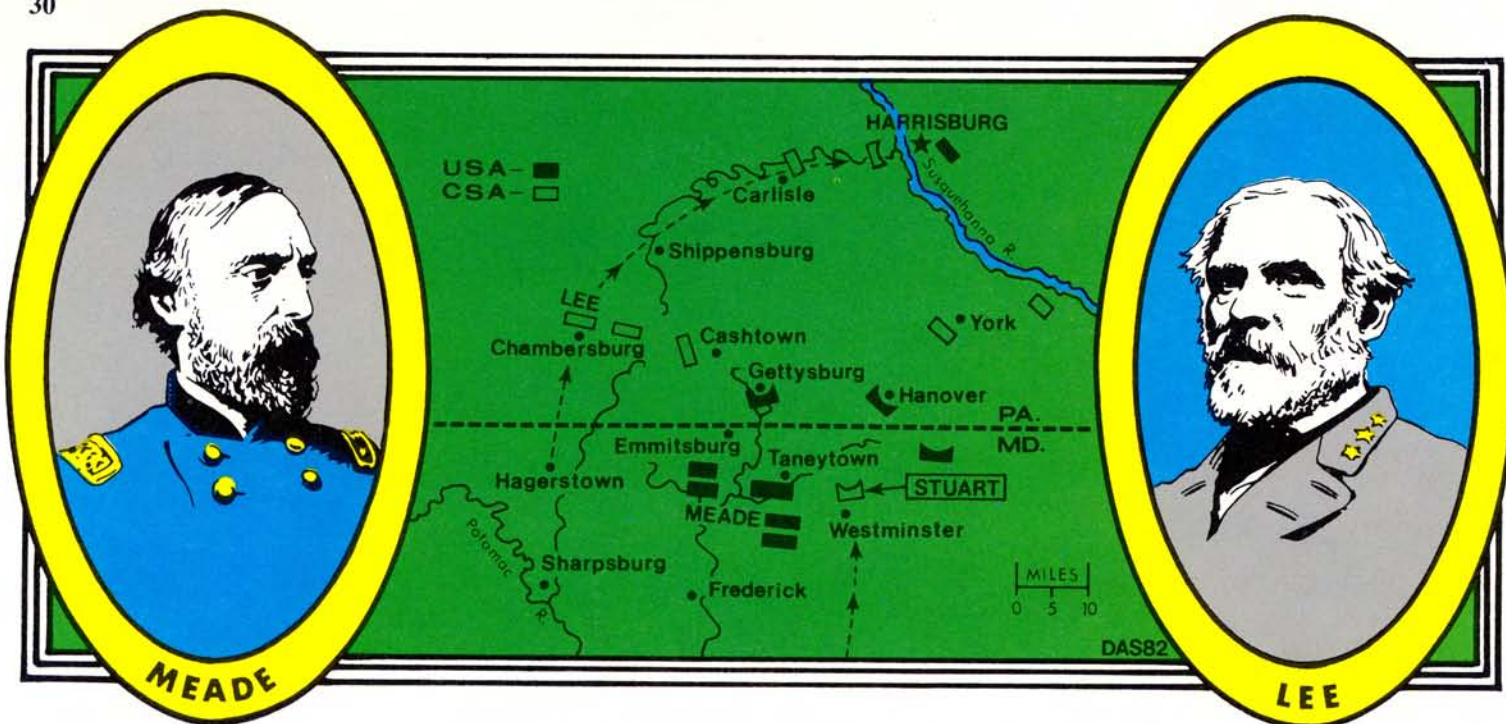 30
HARRISBURG
USA-
CSA-
Carlisle
Susquehanna R.
Shippensburg
LEE
Chambersburg
Cashtown
York
Gettysburg
Hanover
PA.
MD.
Emmitsburg
Taneytown
Hagerstown
STUART
MEADE
Westminster
Potomac R.
Sharpsburg
Frederick
MILES
0 5 10
DAS82
MEADE
LEE